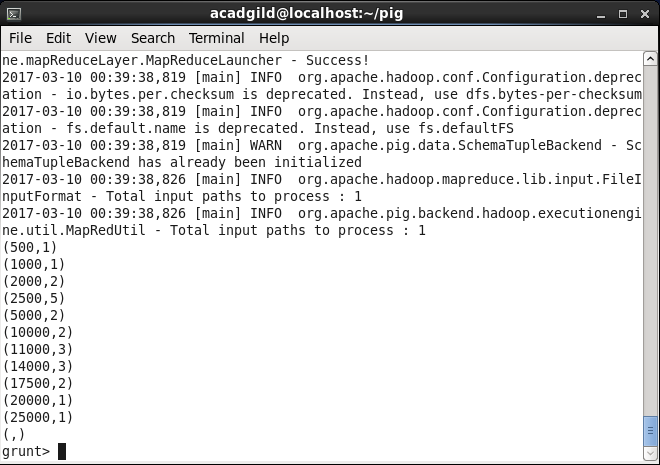 acadgild@localhost:~/pig
File Edit View Search Terminal Help
ne.mapReduceLayer.MapReduceLauncher - Success!
2017-03-10 00:39:38,819 [main] INFO  org.apache.hadoop.conf.Configuration.deprec
ation - io.bytes.per.checksum is deprecated. Instead, use dfs.bytes-per-checksum
2017-03-10 00:39:38,819 [main] INFO  org.apache.hadoop.conf.Configuration.deprec
ation - fs.default.name is deprecated. Instead, use fs.defaultFS
2017-03-10 00:39:38,819 [main] WARN  org.apache.pig.data.SchemaTupleBackend - Sc
hemaTupleBackend has already been initialized
2017-03-10 00:39:38,826 [main] INFO  org.apache.hadoop.mapreduce.lib.input.FileI
nputFormat - Total input paths to process : 1
2017-03-10 00:39:38,826 [main] INFO  org.apache.pig.backend.hadoop.executionengi
ne.util.MapRedUtil - Total input paths to process : 1
(500,1)
(1000,1)
(2000,2)
(2500,5)
(5000,2)
(10000,2)
(11000,3)
(14000,3)
(17500,2)
(20000,1)
(25000,1)
(,)
grunt>